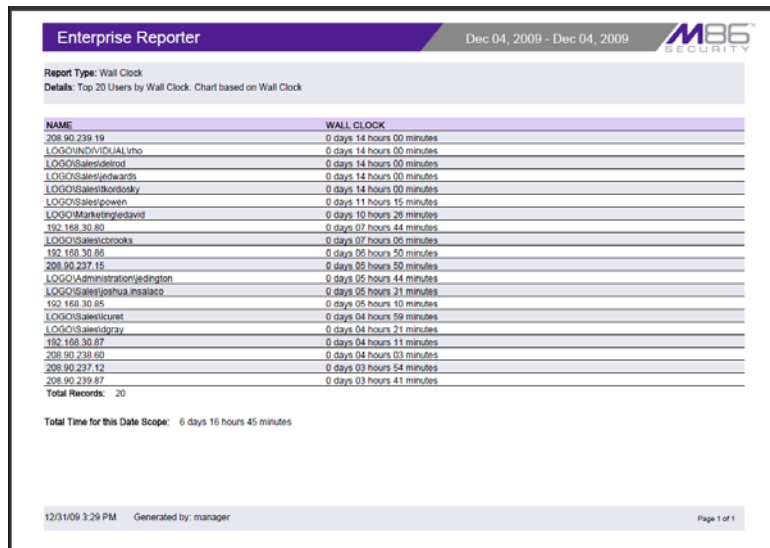 Enterprise Reporter
Dec 04, 2009 - Dec 04, 2009
M86
SECURITY
Report Type: Wall Clock
Details: Top 20 Users by Wall Clock. Chart based on Wall Clock
NAME WALL CLOCK
208.90.239.19 0 days 14 hours 00 minutes
LOGO\INDIVIDUAL\rho 0 days 14 hours 00 minutes
LOGO\Sales\delrod 0 days 14 hours 00 minutes
LOGO\Sales\jedwards 0 days 14 hours 00 minutes
LOGO\Sales\tkordosky 0 days 14 hours 00 minutes
LOGO\Sales\powen 0 days 11 hours 15 minutes
LOGO\Marketing\edavid 0 days 10 hours 26 minutes
192.168.30.80 0 days 07 hours 44 minutes
LOGO\Sales\cbrooks 0 days 07 hours 06 minutes
192.168.30.86 0 days 06 hours 50 minutes
208.90.237.15 0 days 05 hours 50 minutes
LOGO\Administration\jedington 0 days 05 hours 44 minutes
LOGO\Sales\joshua.insalaco 0 days 05 hours 31 minutes
192.168.30.85 0 days 05 hours 10 minutes
LOGO\Sales\lcuret 0 days 04 hours 59 minutes
LOGO\Sales\dgray 0 days 04 hours 21 minutes
192.168.30.87 0 days 04 hours 11 minutes
208.90.238.60 0 days 04 hours 03 minutes
208.90.237.12 0 days 03 hours 54 minutes
208.90.239.87 0 days 03 hours 41 minutes
Total Records: 20
Total Time for this Date Scope: 6 days 16 hours 45 minutes
12/31/09 3:29 PM Generated by: manager Page 1 of 1